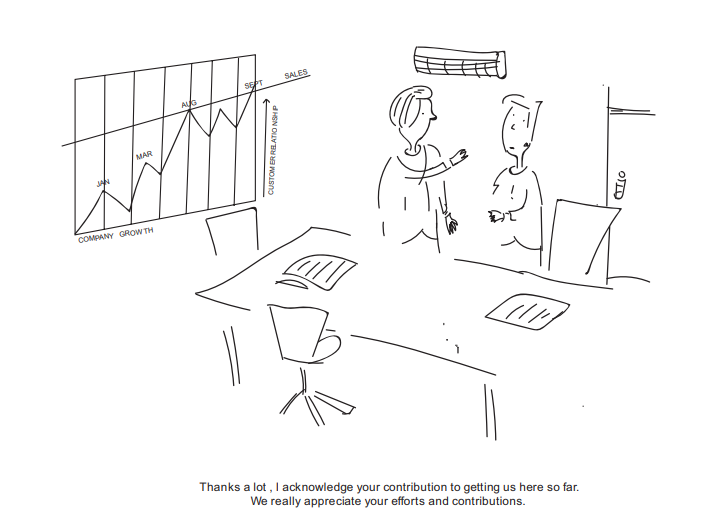 SALES
SEPT
AUG
MAR
JAN
CUSTOMER RELATIONSHIP
COMPANY GROWTH
Thanks a lot , I acknowledge your contribution to getting us here so far.
We really appreciate your efforts and contributions.